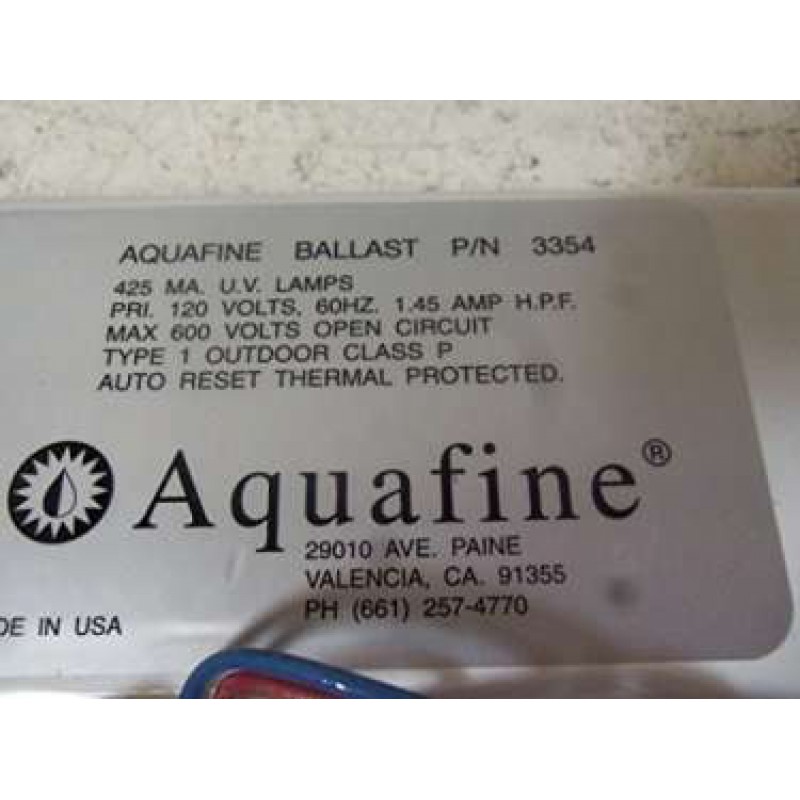 AQUAFINE BALLAST P/N 3354
425 MA. U.V. LAMPS
PRI. 120 VOLTS, 60HZ. 1.45 AMP H.P.F.
MAX 600 VOLTS OPEN CIRCUIT
TYPE 1 OUTDOOR CLASS P
AUTO RESET THERMAL PROTECTED.
Aquafine®
29010 AVE. PAINE
VALENCIA, CA. 91355
PH (661) 257-4770
DE IN USA